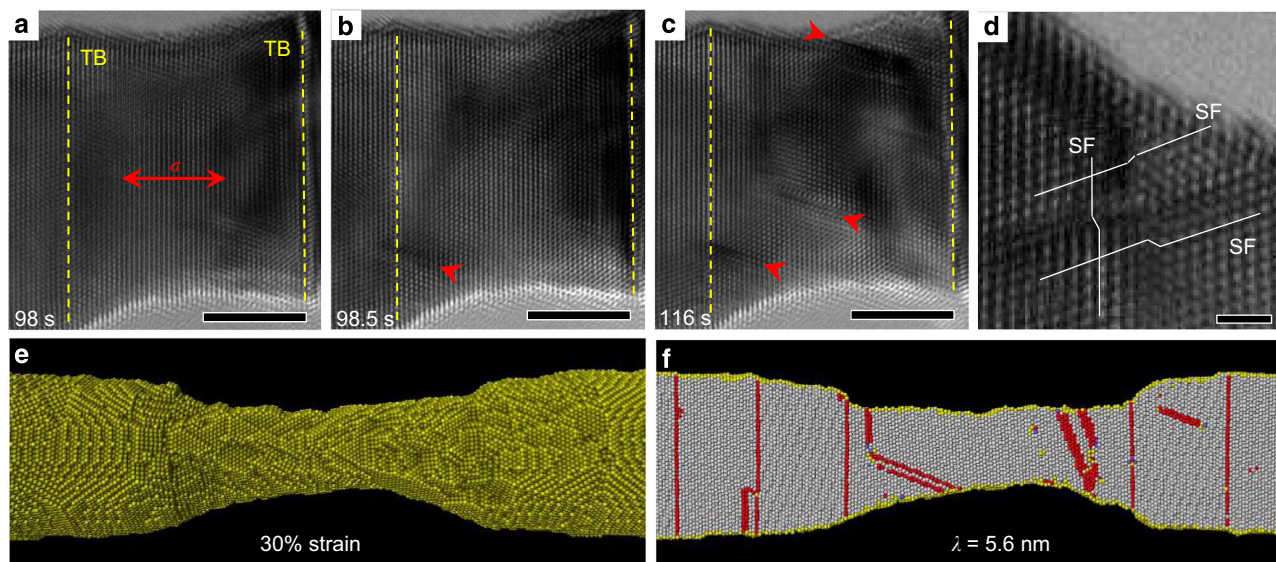 a
TB
TB
σ
98 s
b
98.5 s
c
116 s
d
SF
SF
SF
e
30% strain
f
λ = 5.6 nm